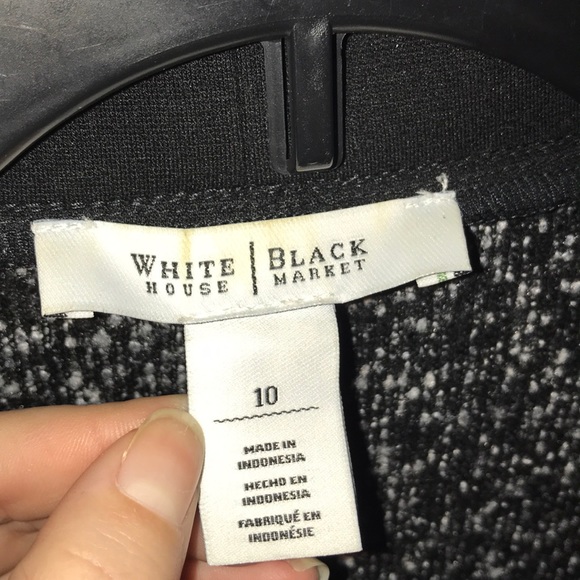 WHITE | BLACK
HOUSE MARKET
10
MADE IN
INDONESIA
HECHO EN
INDONESIA
FABRIQUÉ EN
INDONÉSIE